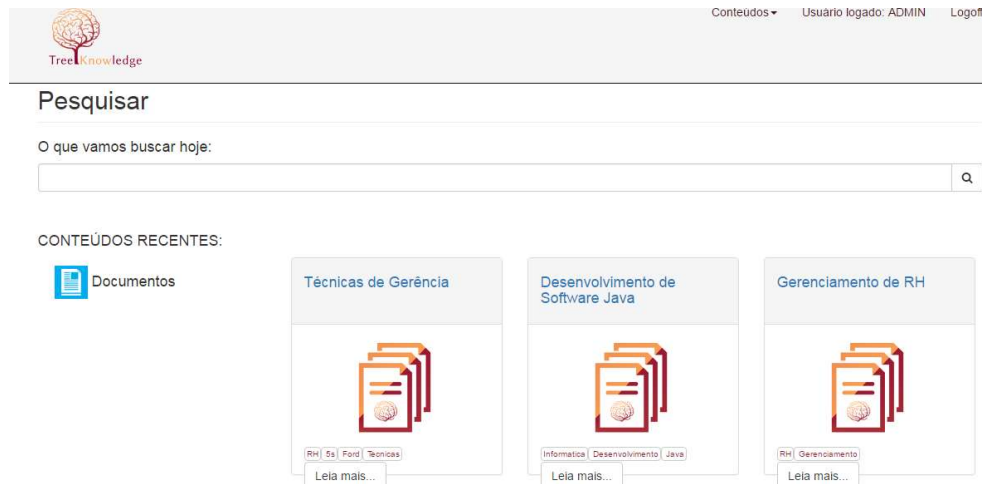 Conteúdos Usuário logado: ADMIN Logoff
Tree Knowledge
Pesquisar
O que vamos buscar hoje:
CONTEÚDOS RECENTES:
Documentos
Técnicas de Gerência
RH 5s Ford Tecnicas
Leia mais...
Desenvolvimento de
Software Java
Informatica Desenvolvimento Java
Leia mais...
Gerenciamento de RH
RH Gerenciamento
Leia mais...